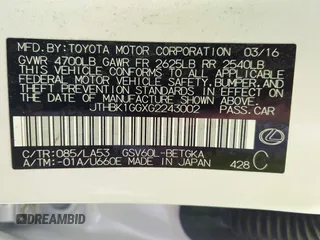 MFD. BY: TOYOTA MOTOR CORPORATION 03/16
GVWR 4700LB GAWR FR 2625LB RR 2540LB
THIS VEHICLE CONFORMS TO ALL APPLICABLE
FEDERAL MOTOR VEHICLE SAFETY, BUMPER, AND
THEFT PREVENTION STANDARDS IN EFFECT ON
THE DATE OF MANUFACTURE SHOWN ABOVE.
JTHBK1GGXG2243002 PASS.CAR
C/TR: 085/LA53 GSV60L-BETGKA
A/TM: -01A/U660E MADE IN JAPAN 428 C
DREAMBID